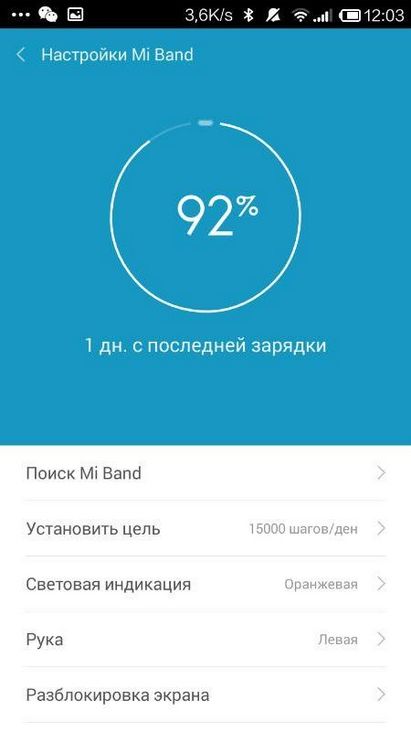 3,6K/s 12:03
Настройки Mi Band
92%
1 дн. с последней зарядки
Поиск Mi Band
Установить цель 15000 шагов/ден
Световая индикация Оранжевая
Рука Левая
Разблокировка экрана